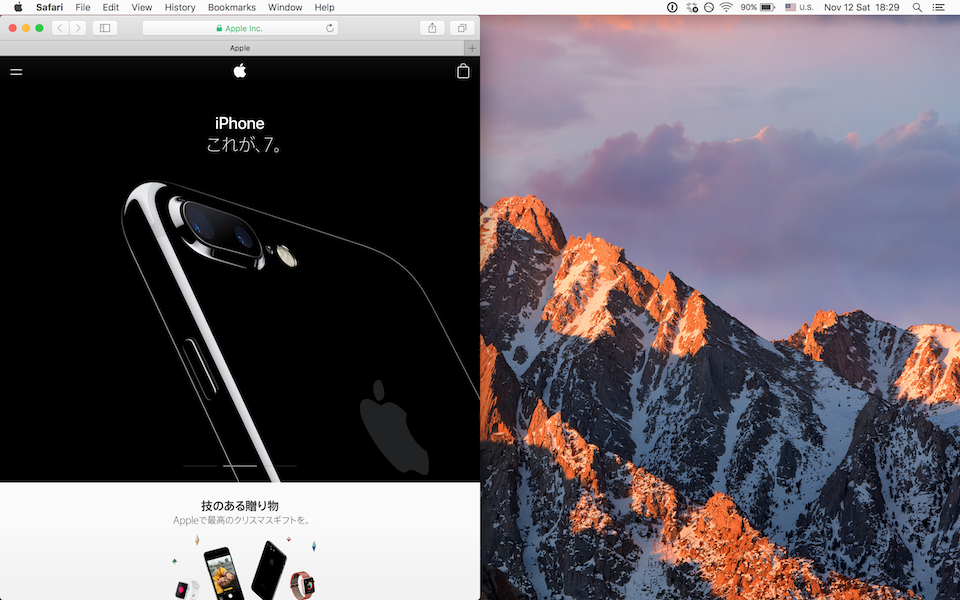 Safari File Edit View History Bookmarks Window Help 90% U.S. Nov 12 Sat 18:29
Apple Inc.
Apple
iPhone
これが、7。
技のある贈り物
Appleで最高のクリスマスギフトを。